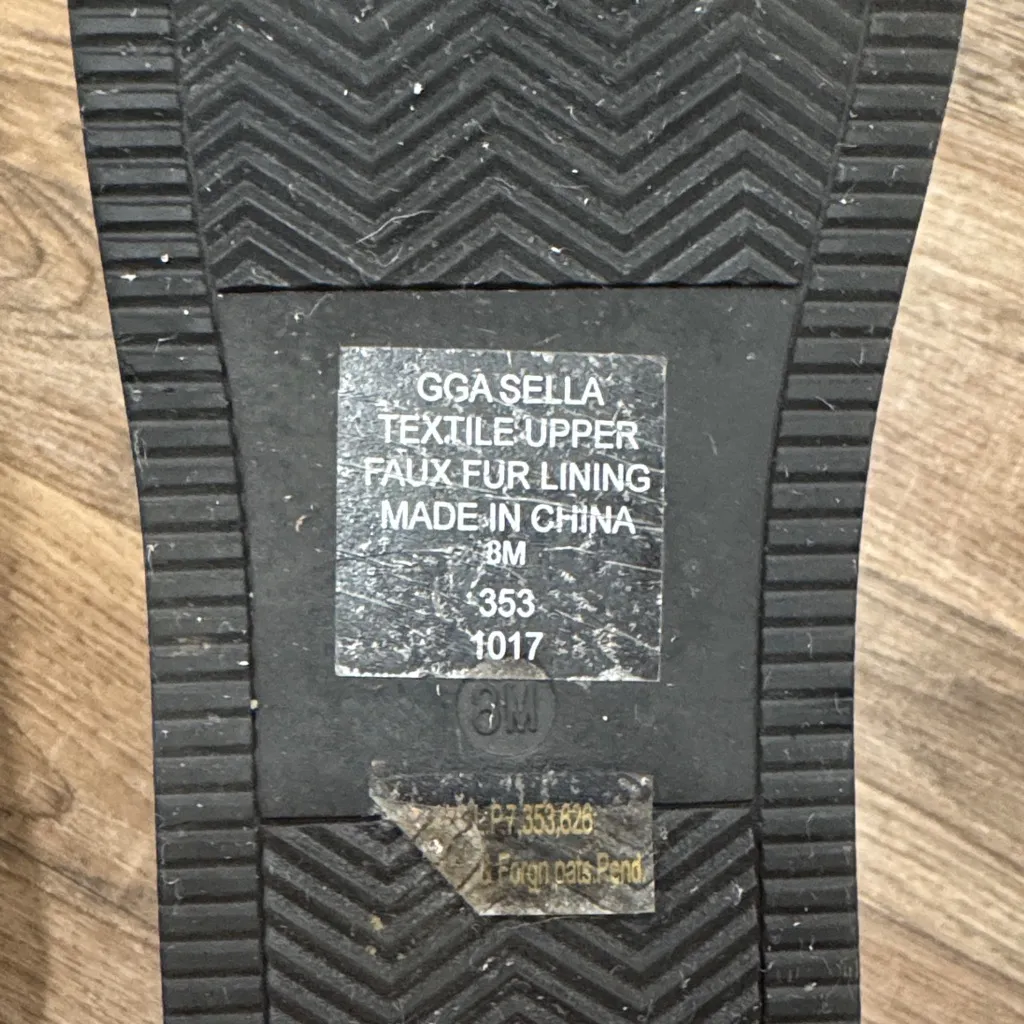 GGA SELLA
TEXTILE UPPER
FAUX FUR LINING
MADE IN CHINA
8M
353
1017
P 7,353,626
& Forgn pats.Pend.